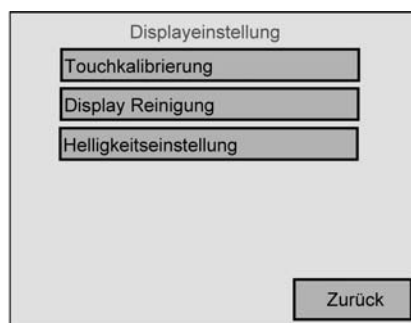 Displayeinstellung
Touchkalibrierung
Display Reinigung
Helligkeitseinstellung
Zurück